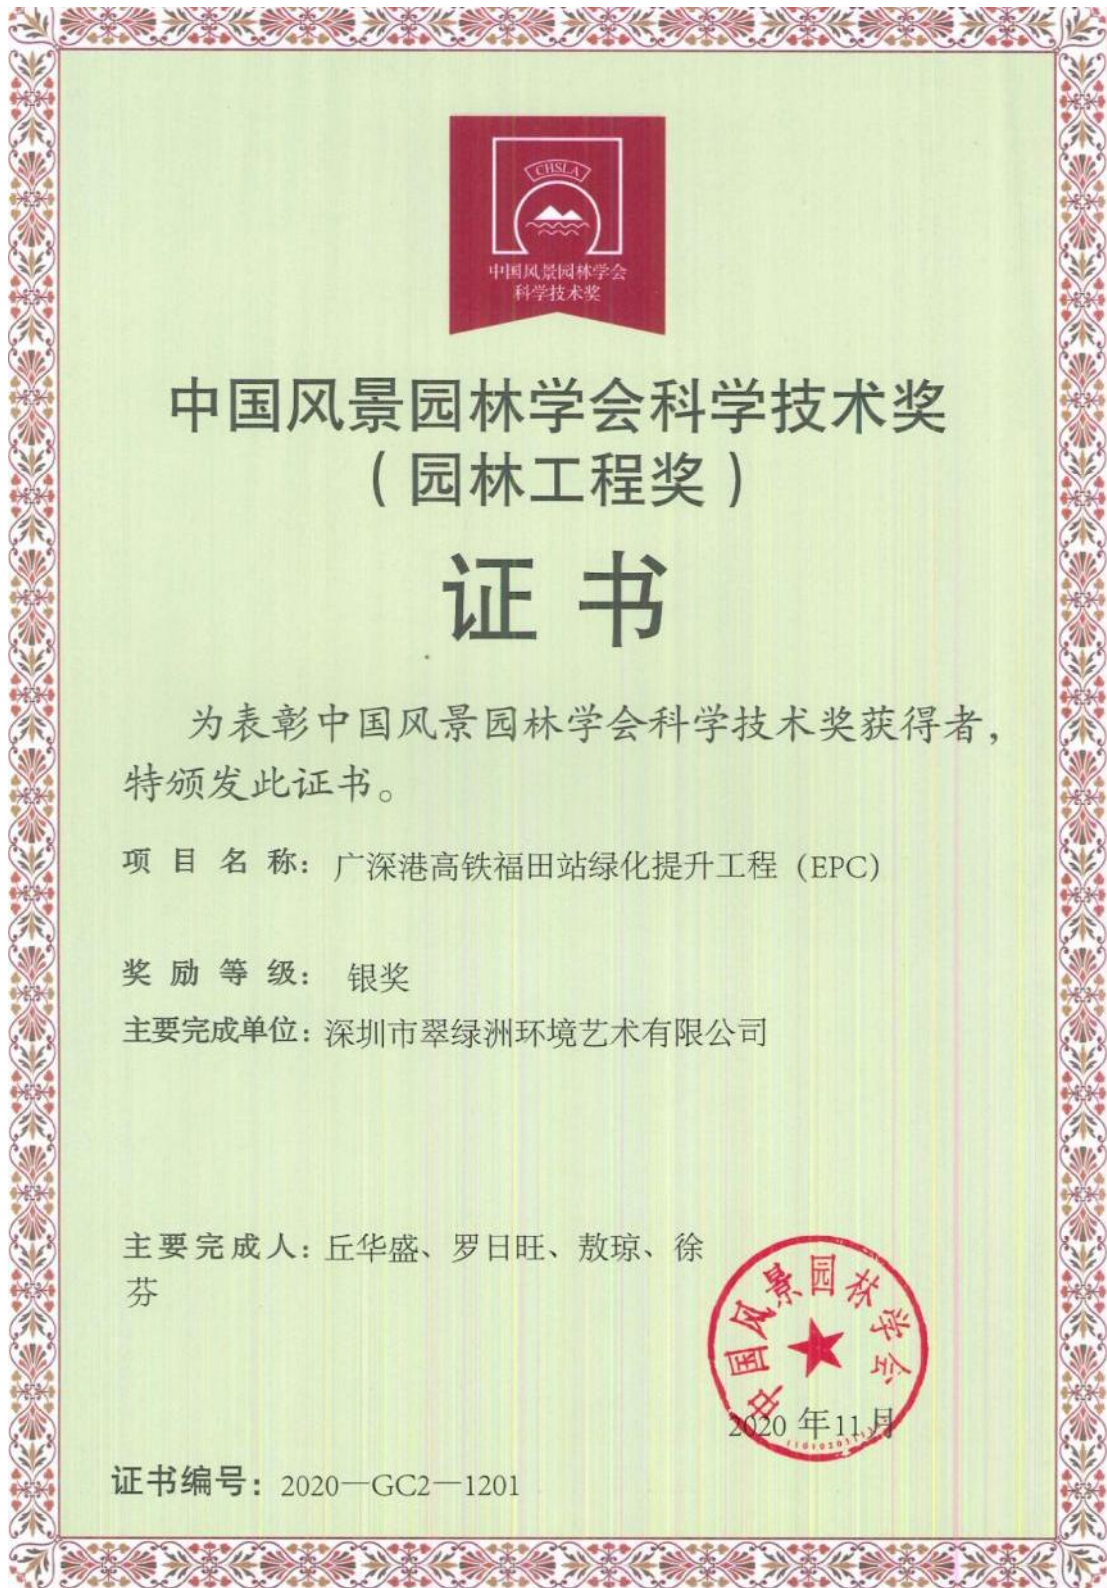 CHSLA
中国风景园林学会
科学技术奖
中国风景园林学会科学技术奖
（园林工程奖）
证书
为表彰中国风景园林学会科学技术奖获得者，
特颁发此证书。
项目名称：广深港高铁福田站绿化提升工程（EPC）
奖励等级：银奖
主要完成单位：深圳市翠绿洲环境艺术有限公司
主要完成人：丘华盛、罗日旺、敖琼、徐
芬
中国风景园林学会
2020年11月
证书编号：2020—GC2—1201